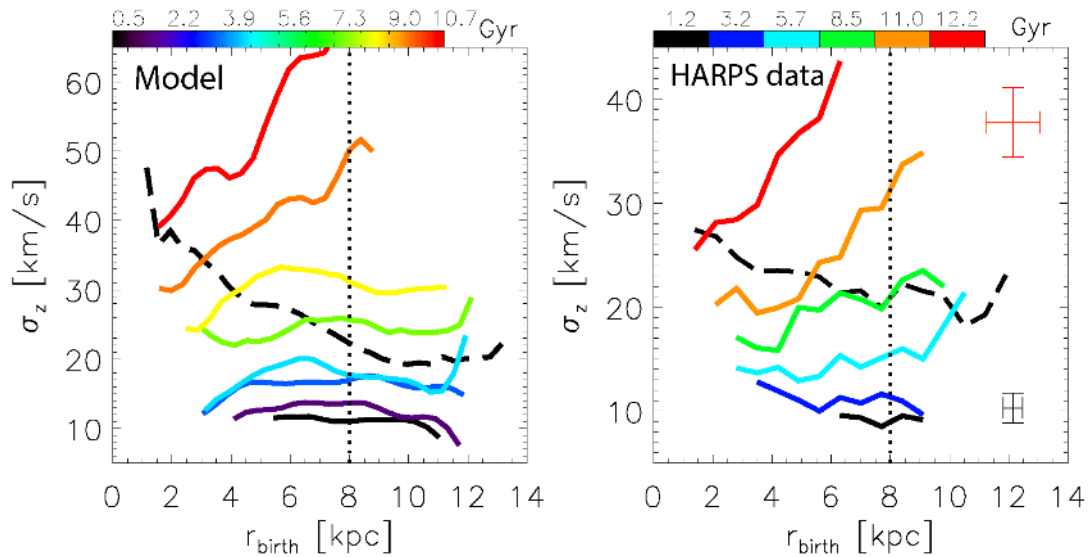 0.5 2.2 3.9 5.6 7.3 9.0 10.7 Gyr
Model
60
50
40
30
20
10
σz [km/s]
0 2 4 6 8 10 12 14
rbirth [kpc]
1.2 3.2 5.7 8.5 11.0 12.2 Gyr
HARPS data
40
30
20
10
σz [km/s]
0 2 4 6 8 10 12 14
rbirth [kpc]